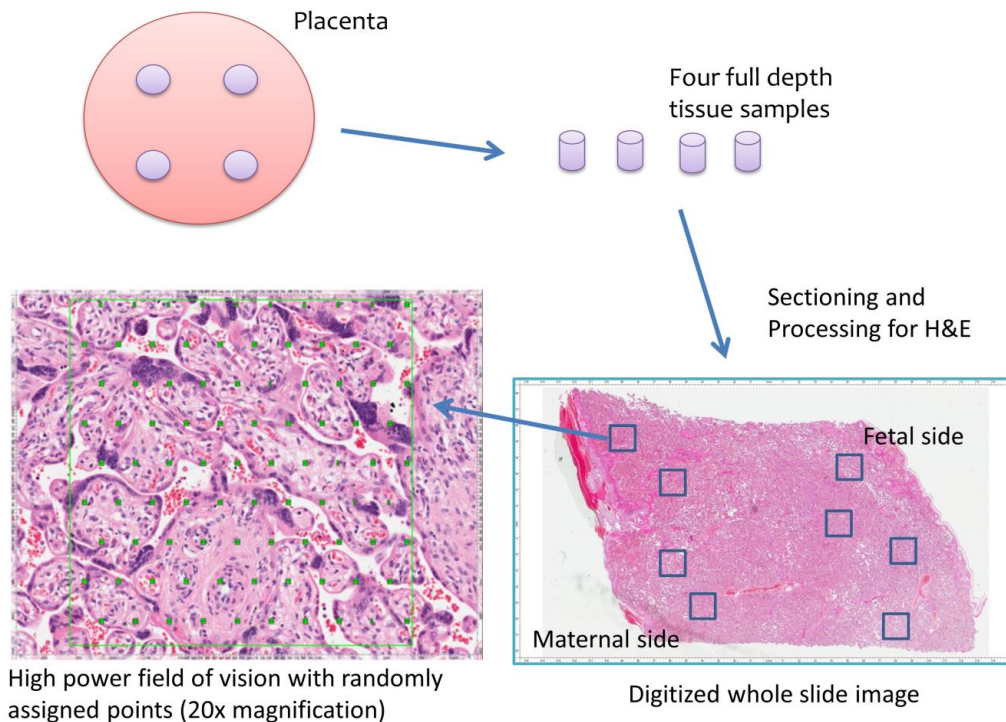 Placenta
Four full depth
tissue samples
Sectioning and
Processing for H&E
Fetal side
Maternal side
High power field of vision with randomly
assigned points (20x magnification)
Digitized whole slide image